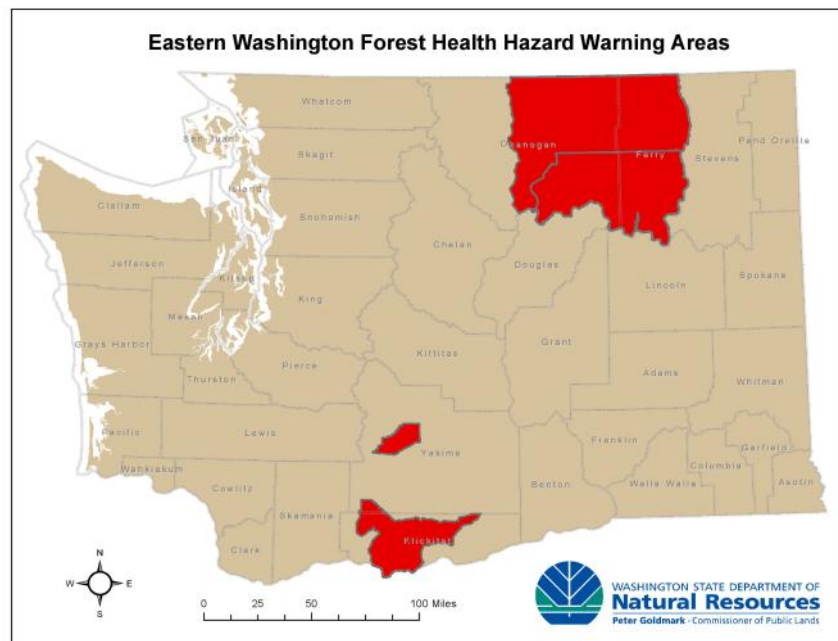 Eastern Washington Forest Health Hazard Warning Areas
Whatcom
San Juan
Okanogan
Ferry
Stevens
Pend Oreille
Skagit
Island
Clallam
Snohomish
Chelan
Jefferson
Douglas
Kitsap
King
Lincoln
Spokane
Mason
Grays Harbor
Kittitas
Grant
Pierce
Thurston
Adams
Whitman
Pacific
Lewis
Yakima
Franklin
Garfield
Columbia
Wahkiakum
Cowlitz
Benton
Walla Walla
Asotin
Skamania
Clark
Klickitat
N
W E
S
0 25 50 100 Miles
WASHINGTON STATE DEPARTMENT OF
Natural Resources
Peter Goldmark - Commissioner of Public Lands